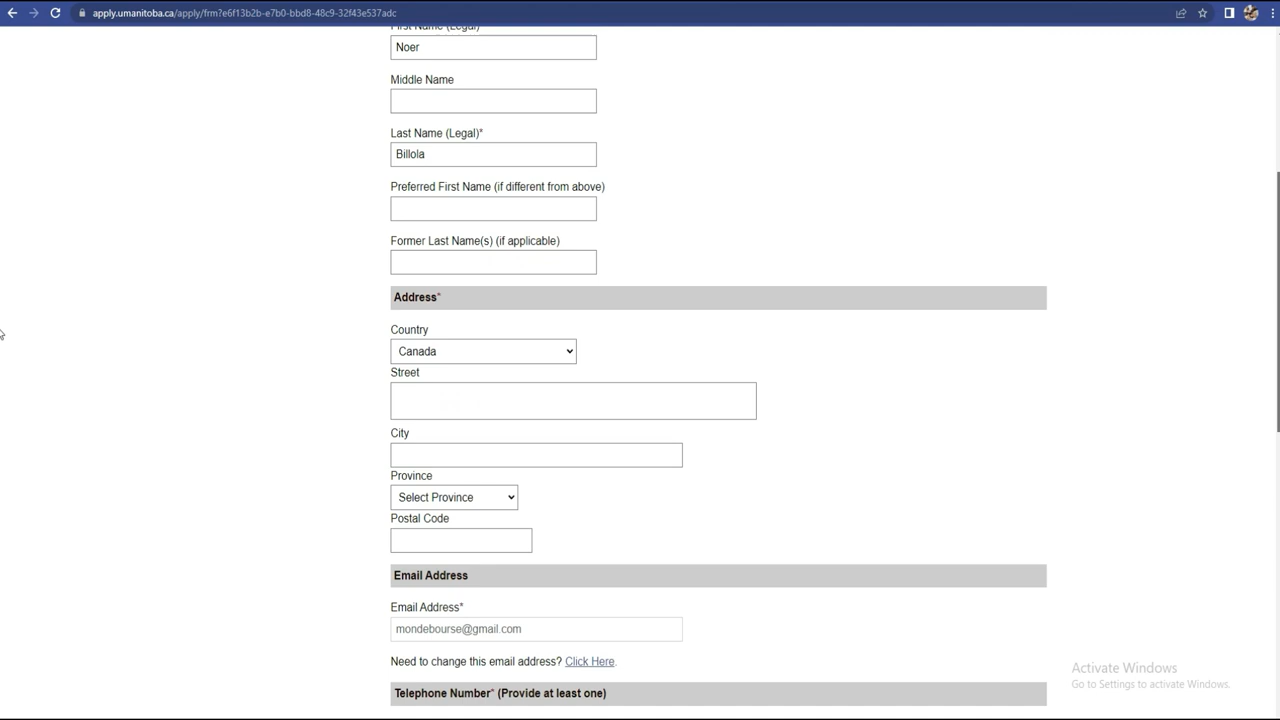 apply.umanitoba.ca/apply/frm?e6f13b2b-e7b0-bbd8-48c9-32f43e537adc
First Name (Legal)*
Noer
Middle Name
Last Name (Legal)*
Billola
Preferred First Name (if different from above)
Former Last Name(s) (if applicable)
Address*
Country
Canada
Street
City
Province
Select Province
Postal Code
Email Address
Email Address*
mondebourse@gmail.com
Need to change this email address? Click Here.
Activate Windows
Go to Settings to activate Windows.
Telephone Number* (Provide at least one)